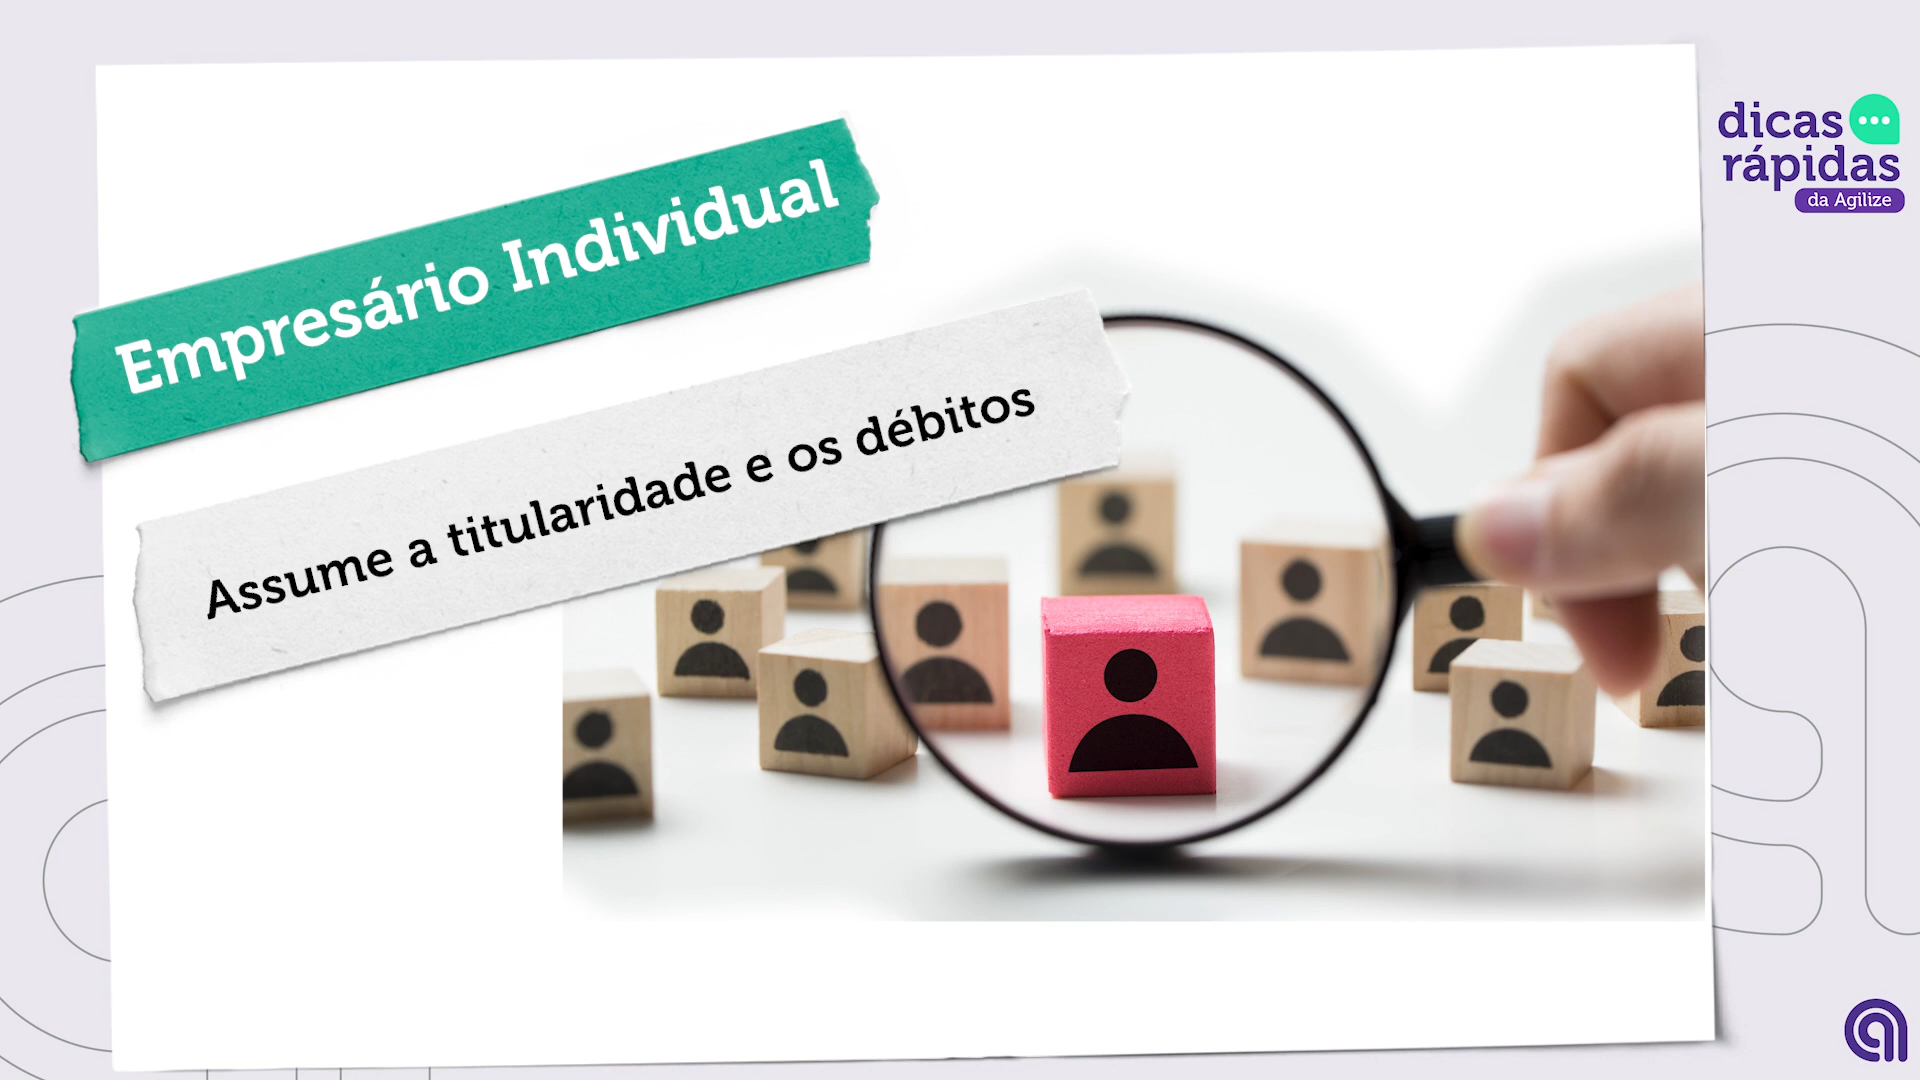 Empresário Individual
Assume a titularidade e os débitos
dicas
rápidas
da Agilize